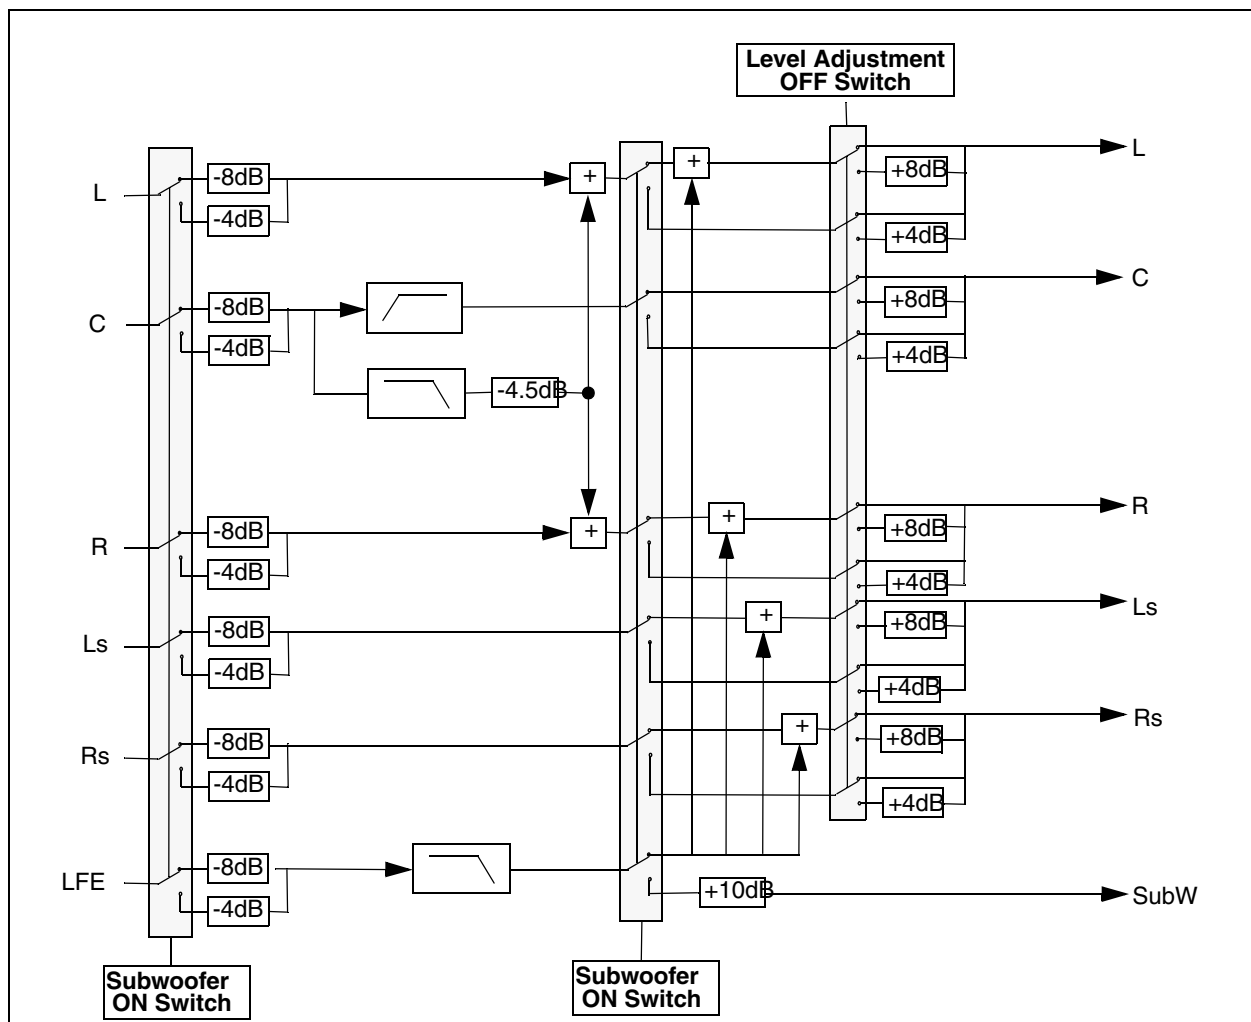 Level Adjustment
OFF Switch
L
-8dB
-4dB
+
+
+8dB
+4dB
L
C
-8dB
-4dB
-4.5dB
+8dB
+4dB
C
R
-8dB
-4dB
+
+
+8dB
+4dB
R
Ls
-8dB
-4dB
+
+8dB
+4dB
Ls
Rs
-8dB
-4dB
+
+8dB
+4dB
Rs
LFE
-8dB
-4dB
+10dB
SubW
Subwoofer
ON Switch
Subwoofer
ON Switch